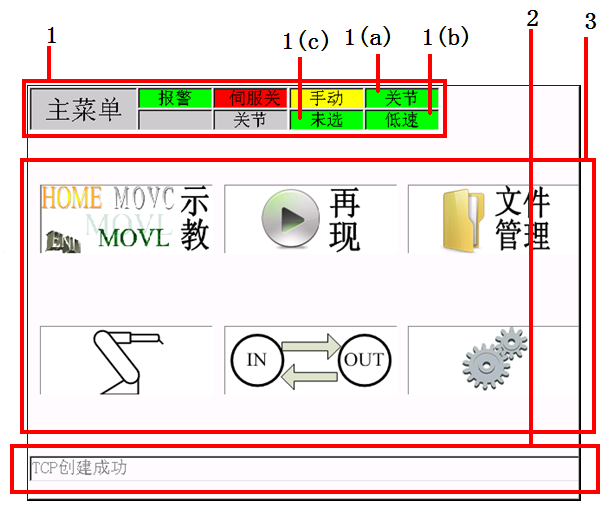 1
1(c)
1(a)
1(b)
2
3
主菜单
报警
伺服关
手动
关节
关节
未选
低速
HOME MOVC
MOVL
END
示教
再现
文件管理
IN
OUT
TCP创建成功